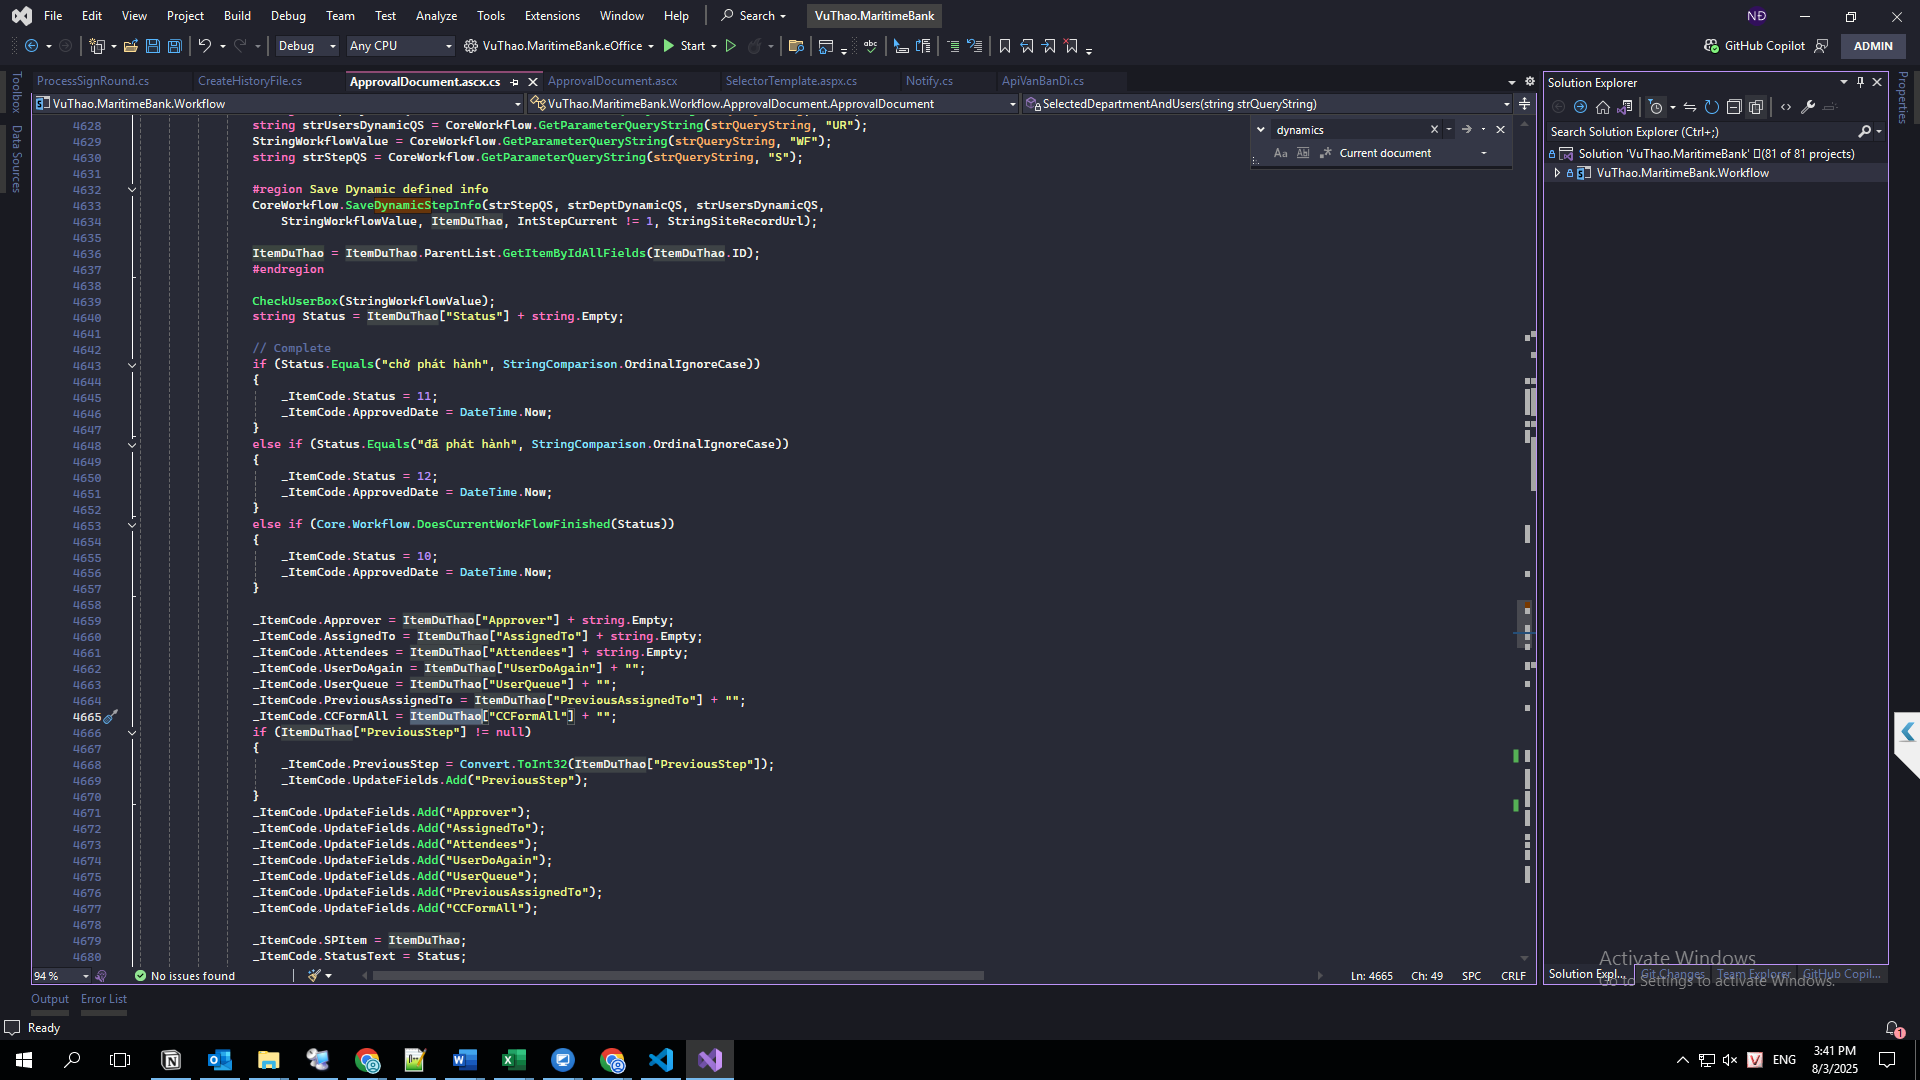 File Edit View Project Build Debug Team Test Analyze Tools Extensions Window Help Search VuThao.MaritimeBank NĐ
Debug Any CPU VuThao.MaritimeBank.eOffice Start GitHub Copilot ADMIN
ProcessSignRound.cs CreateHistoryFile.cs ApprovalDocument.ascx.cs ApprovalDocument.ascx SelectorTemplate.aspx.cs Notify.cs ApiVanBanDi.cs
VuThao.MaritimeBank.Workflow VuThao.MaritimeBank.Workflow.ApprovalDocument.ApprovalDocument SelectedDepartmentAndUsers(string strQueryString)
Toolbox
Data Sources
dynamics
Aa Current document
4628 string strUsersDynamicQS = CoreWorkflow.GetParameterQueryString(strQueryString, "UR");
4629 StringWorkflowValue = CoreWorkflow.GetParameterQueryString(strQueryString, "WF");
4630 string strStepQS = CoreWorkflow.GetParameterQueryString(strQueryString, "S");
4631
4632 #region Save Dynamic defined info
4633 CoreWorkflow.SaveDynamicStepInfo(strStepQS, strDeptDynamicQS, strUsersDynamicQS,
4634 StringWorkflowValue, ItemDuThao, IntStepCurrent != 1, StringSiteRecordUrl);
4635
4636 ItemDuThao = ItemDuThao.ParentList.GetItemByIdAllFields(ItemDuThao.ID);
4637 #endregion
4638
4639 CheckUserBox(StringWorkflowValue);
4640 string Status = ItemDuThao["Status"] + string.Empty;
4641
4642 // Complete
4643 if (Status.Equals("chờ phát hành", StringComparison.OrdinalIgnoreCase))
4644 {
4645 _ItemCode.Status = 11;
4646 _ItemCode.ApprovedDate = DateTime.Now;
4647 }
4648 else if (Status.Equals("đã phát hành", StringComparison.OrdinalIgnoreCase))
4649 {
4650 _ItemCode.Status = 12;
4651 _ItemCode.ApprovedDate = DateTime.Now;
4652 }
4653 else if (Core.Workflow.DoesCurrentWorkFlowFinished(Status))
4654 {
4655 _ItemCode.Status = 10;
4656 _ItemCode.ApprovedDate = DateTime.Now;
4657 }
4658
4659 _ItemCode.Approver = ItemDuThao["Approver"] + string.Empty;
4660 _ItemCode.AssignedTo = ItemDuThao["AssignedTo"] + string.Empty;
4661 _ItemCode.Attendees = ItemDuThao["Attendees"] + string.Empty;
4662 _ItemCode.UserDoAgain = ItemDuThao["UserDoAgain"] + "";
4663 _ItemCode.UserQueue = ItemDuThao["UserQueue"] + "";
4664 _ItemCode.PreviousAssignedTo = ItemDuThao["PreviousAssignedTo"] + "";
4665 _ItemCode.CCFormAll = ItemDuThao["CCFormAll"] + "";
4666 if (ItemDuThao["PreviousStep"] != null)
4667 {
4668 _ItemCode.PreviousStep = Convert.ToInt32(ItemDuThao["PreviousStep"]);
4669 _ItemCode.UpdateFields.Add("PreviousStep");
4670 }
4671 _ItemCode.UpdateFields.Add("Approver");
4672 _ItemCode.UpdateFields.Add("AssignedTo");
4673 _ItemCode.UpdateFields.Add("Attendees");
4674 _ItemCode.UpdateFields.Add("UserDoAgain");
4675 _ItemCode.UpdateFields.Add("UserQueue");
4676 _ItemCode.UpdateFields.Add("PreviousAssignedTo");
4677 _ItemCode.UpdateFields.Add("CCFormAll");
4678
4679 _ItemCode.SPItem = ItemDuThao;
4680 _ItemCode.StatusText = Status;
94 % No issues found Ln: 4665 Ch: 49 SPC CRLF
Solution Explorer
Search Solution Explorer (Ctrl+;)
Solution 'VuThao.MaritimeBank' (81 of 81 projects)
VuThao.MaritimeBank.Workflow
Properties
Solution Expl... Git Changes Team Explorer GitHub Copil...
Activate Windows
Go to Settings to activate Windows.
Output Error List
Ready
1
ENG
3:41 PM
8/3/2025